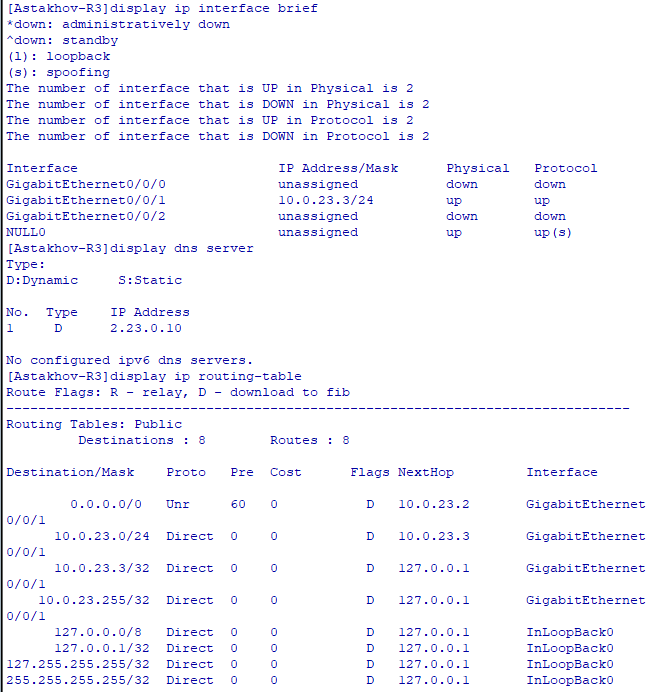 [Astakhov-R3]display ip interface brief
*down: administratively down
^down: standby
(l): loopback
(s): spoofing
The number of interface that is UP in Physical is 2
The number of interface that is DOWN in Physical is 2
The number of interface that is UP in Protocol is 2
The number of interface that is DOWN in Protocol is 2

Interface                         IP Address/Mask      Physical   Protocol
GigabitEthernet0/0/0              unassigned           down       down
GigabitEthernet0/0/1              10.0.23.3/24         up         up
GigabitEthernet0/0/2              unassigned           down       down
NULL0                             unassigned           up         up(s)
[Astakhov-R3]display dns server
Type:
D:Dynamic     S:Static

No.  Type    IP Address
1     D      2.23.0.10

No configured ipv6 dns servers.
[Astakhov-R3]display ip routing-table
Route Flags: R - relay, D - download to fib
------------------------------------------------------------------------------
Routing Tables: Public
         Destinations : 8        Routes : 8

Destination/Mask    Proto   Pre  Cost      Flags NextHop         Interface

        0.0.0.0/0   Unr     60   0           D   10.0.23.2       GigabitEthernet
0/0/1
      10.0.23.0/24  Direct  0    0           D   10.0.23.3       GigabitEthernet
0/0/1
      10.0.23.3/32  Direct  0    0           D   127.0.0.1       GigabitEthernet
0/0/1
    10.0.23.255/32  Direct  0    0           D   127.0.0.1       GigabitEthernet
0/0/1
      127.0.0.0/8   Direct  0    0           D   127.0.0.1       InLoopBack0
      127.0.0.1/32  Direct  0    0           D   127.0.0.1       InLoopBack0
127.255.255.255/32  Direct  0    0           D   127.0.0.1       InLoopBack0
255.255.255.255/32  Direct  0    0           D   127.0.0.1       InLoopBack0